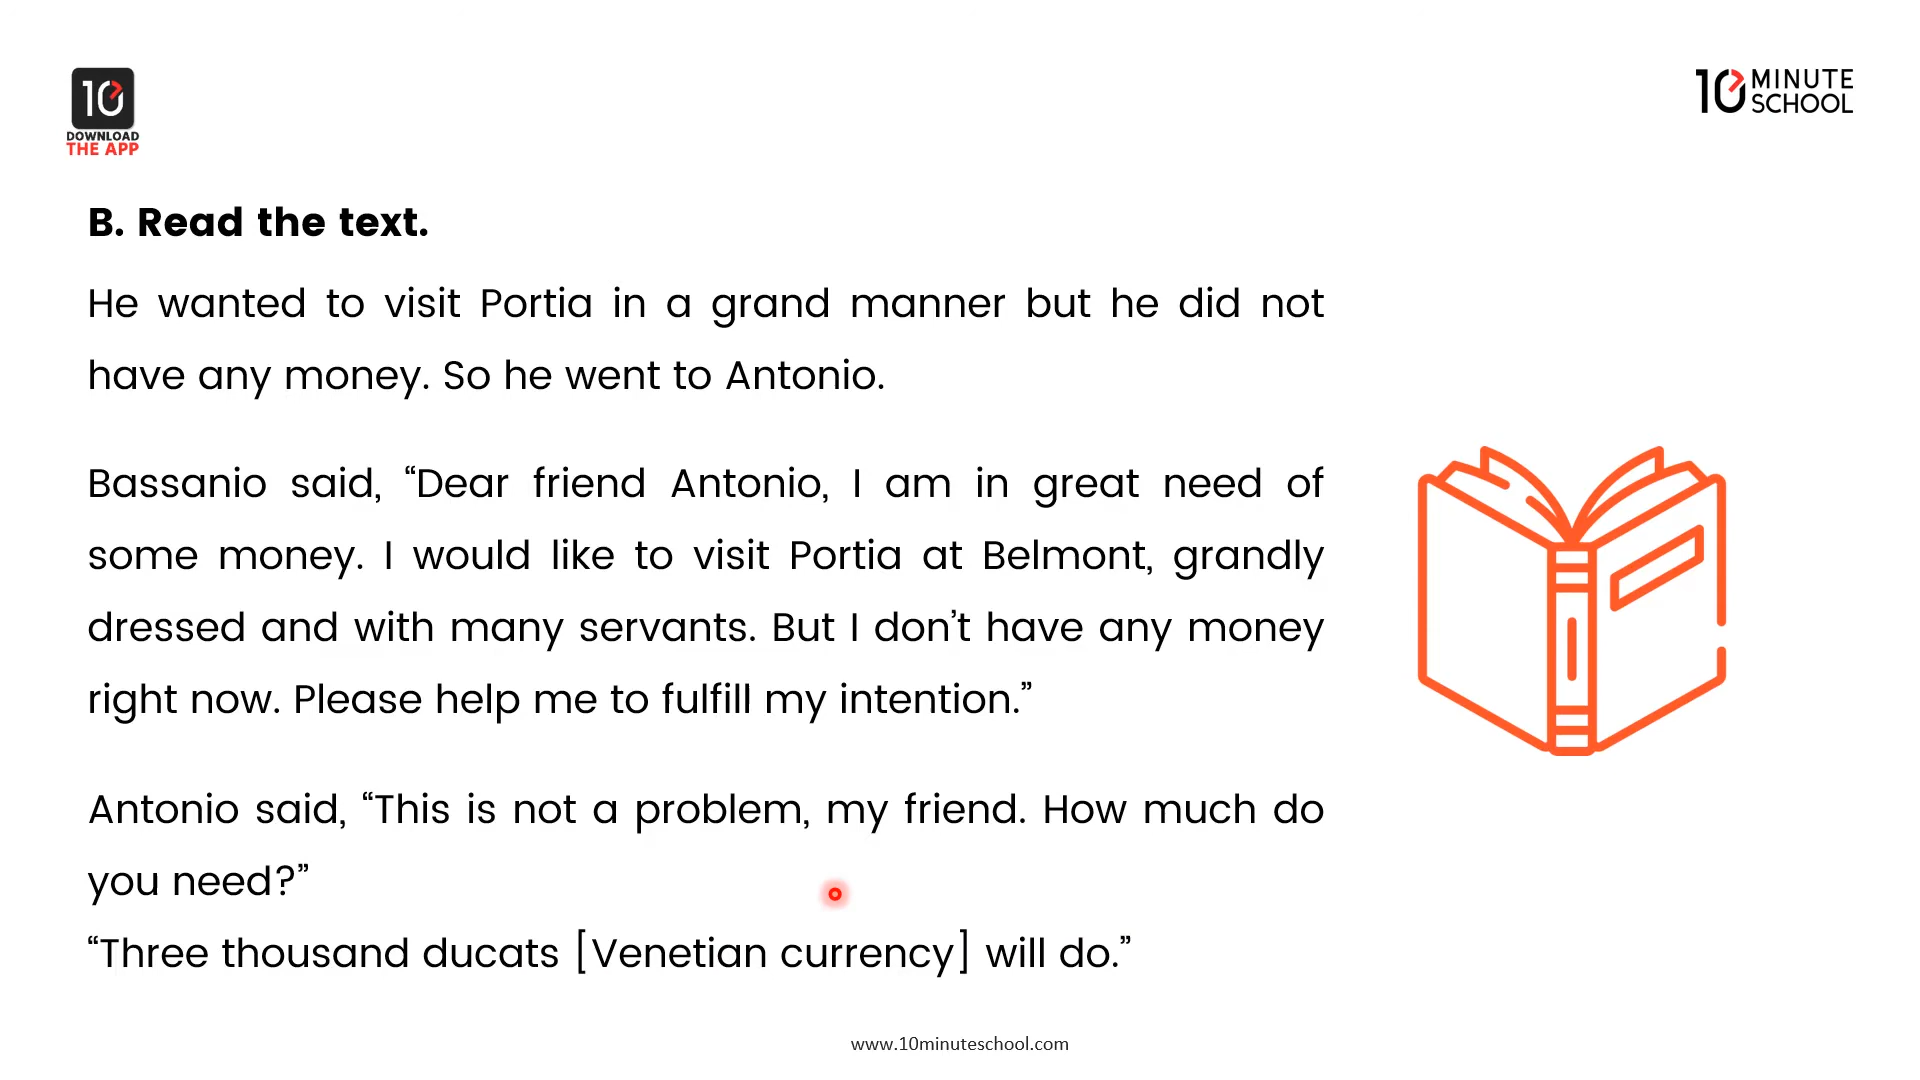 10
DOWNLOAD
THE APP
10 MINUTE
SCHOOL
B. Read the text.
He wanted to visit Portia in a grand manner but he did not
have any money. So he went to Antonio.
Bassanio said, “Dear friend Antonio, I am in great need of
some money. I would like to visit Portia at Belmont, grandly
dressed and with many servants. But I don’t have any money
right now. Please help me to fulfill my intention.”
Antonio said, “This is not a problem, my friend. How much do
you need?”
“Three thousand ducats [Venetian currency] will do.”
www.10minuteschool.com